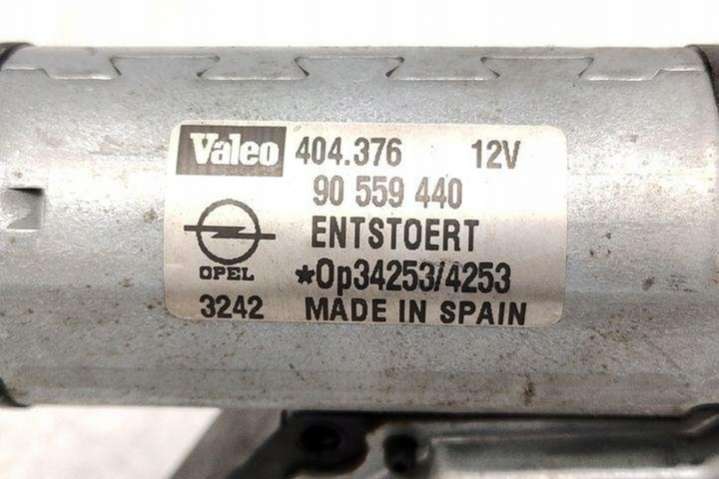 Valeo 404.376 12V
90 559 440
ENTSTOERT
OPEL *Op34253/4253
3242 MADE IN SPAIN